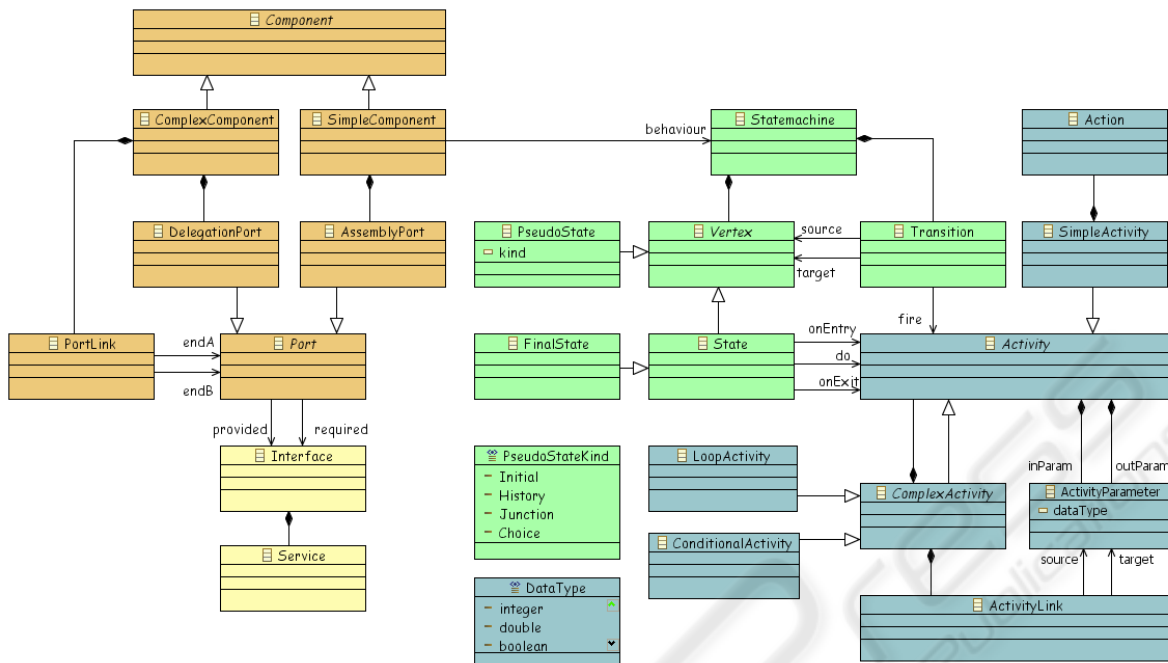 Component
ComplexComponent
SimpleComponent
behaviour
Statemachine
Action
DelegationPort
AssemblyPort
PseudoState
kind
Vertex
source
target
Transition
SimpleActivity
fire
PortLink
endA
endB
Port
FinalState
State
onEntry
do
onExit
Activity
provided
required
Interface
PseudoStateKind
Initial
History
Junction
Choice
LoopActivity
ComplexActivity
inParam
outParam
ActivityParameter
dataType
Service
ConditionalActivity
source
target
DataType
integer
double
boolean
ActivityLink